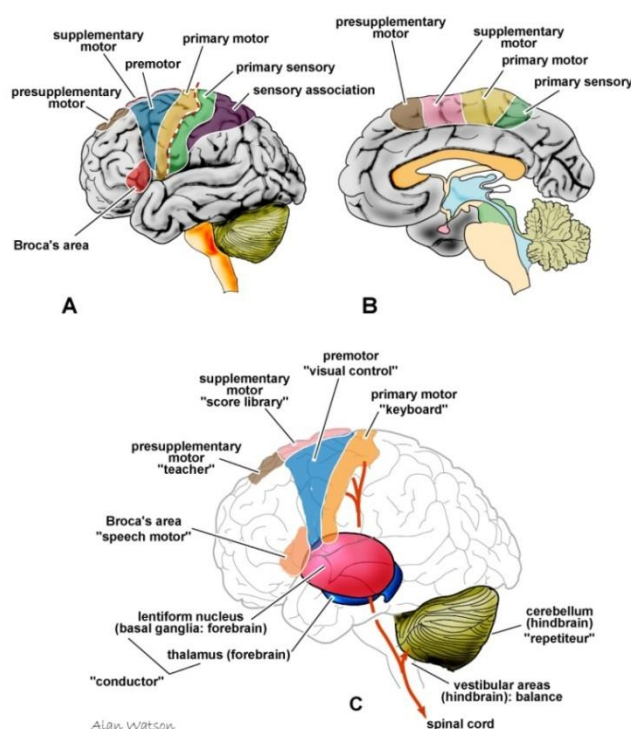 supplementary
motor
premotor
presupplementary
motor
primary motor
primary sensory
sensory association
Broca's area
A
presupplementary
motor
supplementary
motor
primary motor
primary sensory
B
premotor
"visual control"
supplementary
motor
"score library"
primary motor
"keyboard"
presupplementary
motor
"teacher"
Broca's area
"speech motor"
lentiform nucleus
(basal ganglia: forebrain)
thalamus (forebrain)
"conductor"
cerebellum
(hindbrain)
"repetiteur"
vestibular areas
(hindbrain): balance
C
spinal cord
Alan Watson